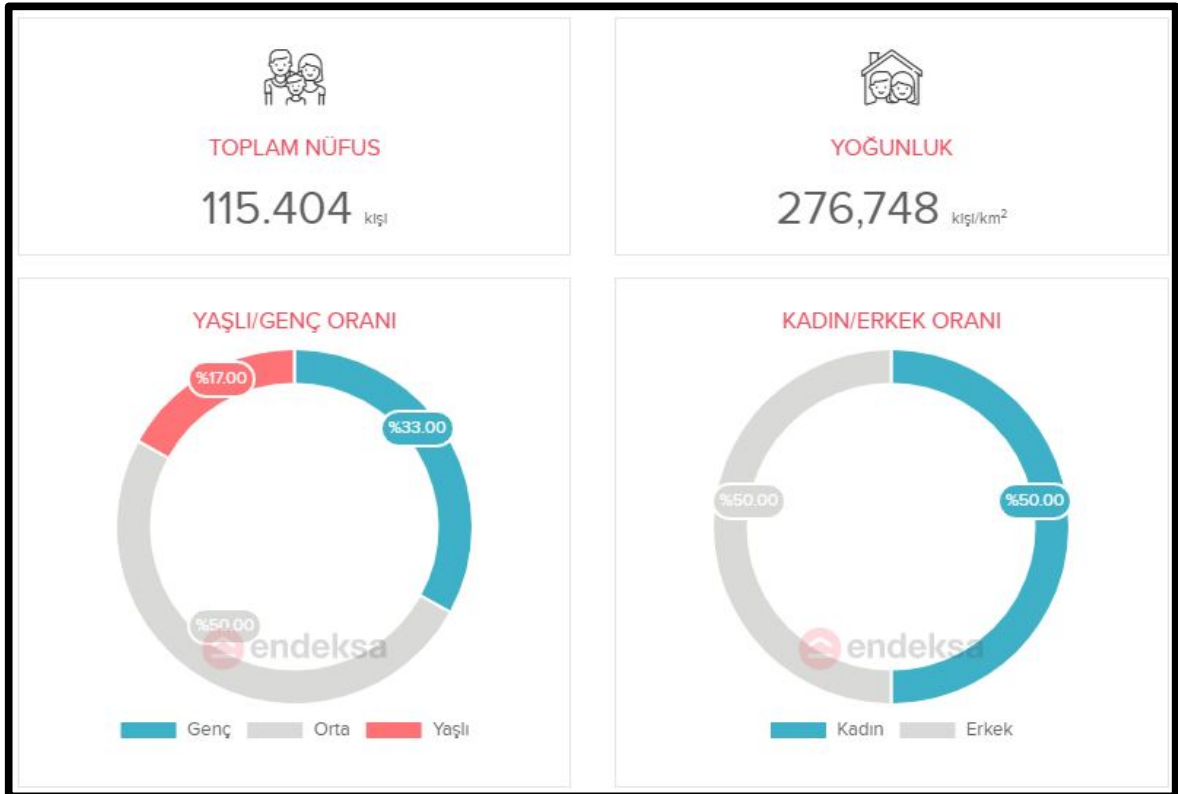 TOPLAM NÜFUS
115.404 kişi
YOĞUNLUK
276,748 kişi/km²
YAŞLI/GENÇ ORANI
%17.00
%33.00
%50.00
endeksa
Genç Orta Yaşlı
KADIN/ERKEK ORANI
%50.00
%50.00
endeksa
Kadın Erkek